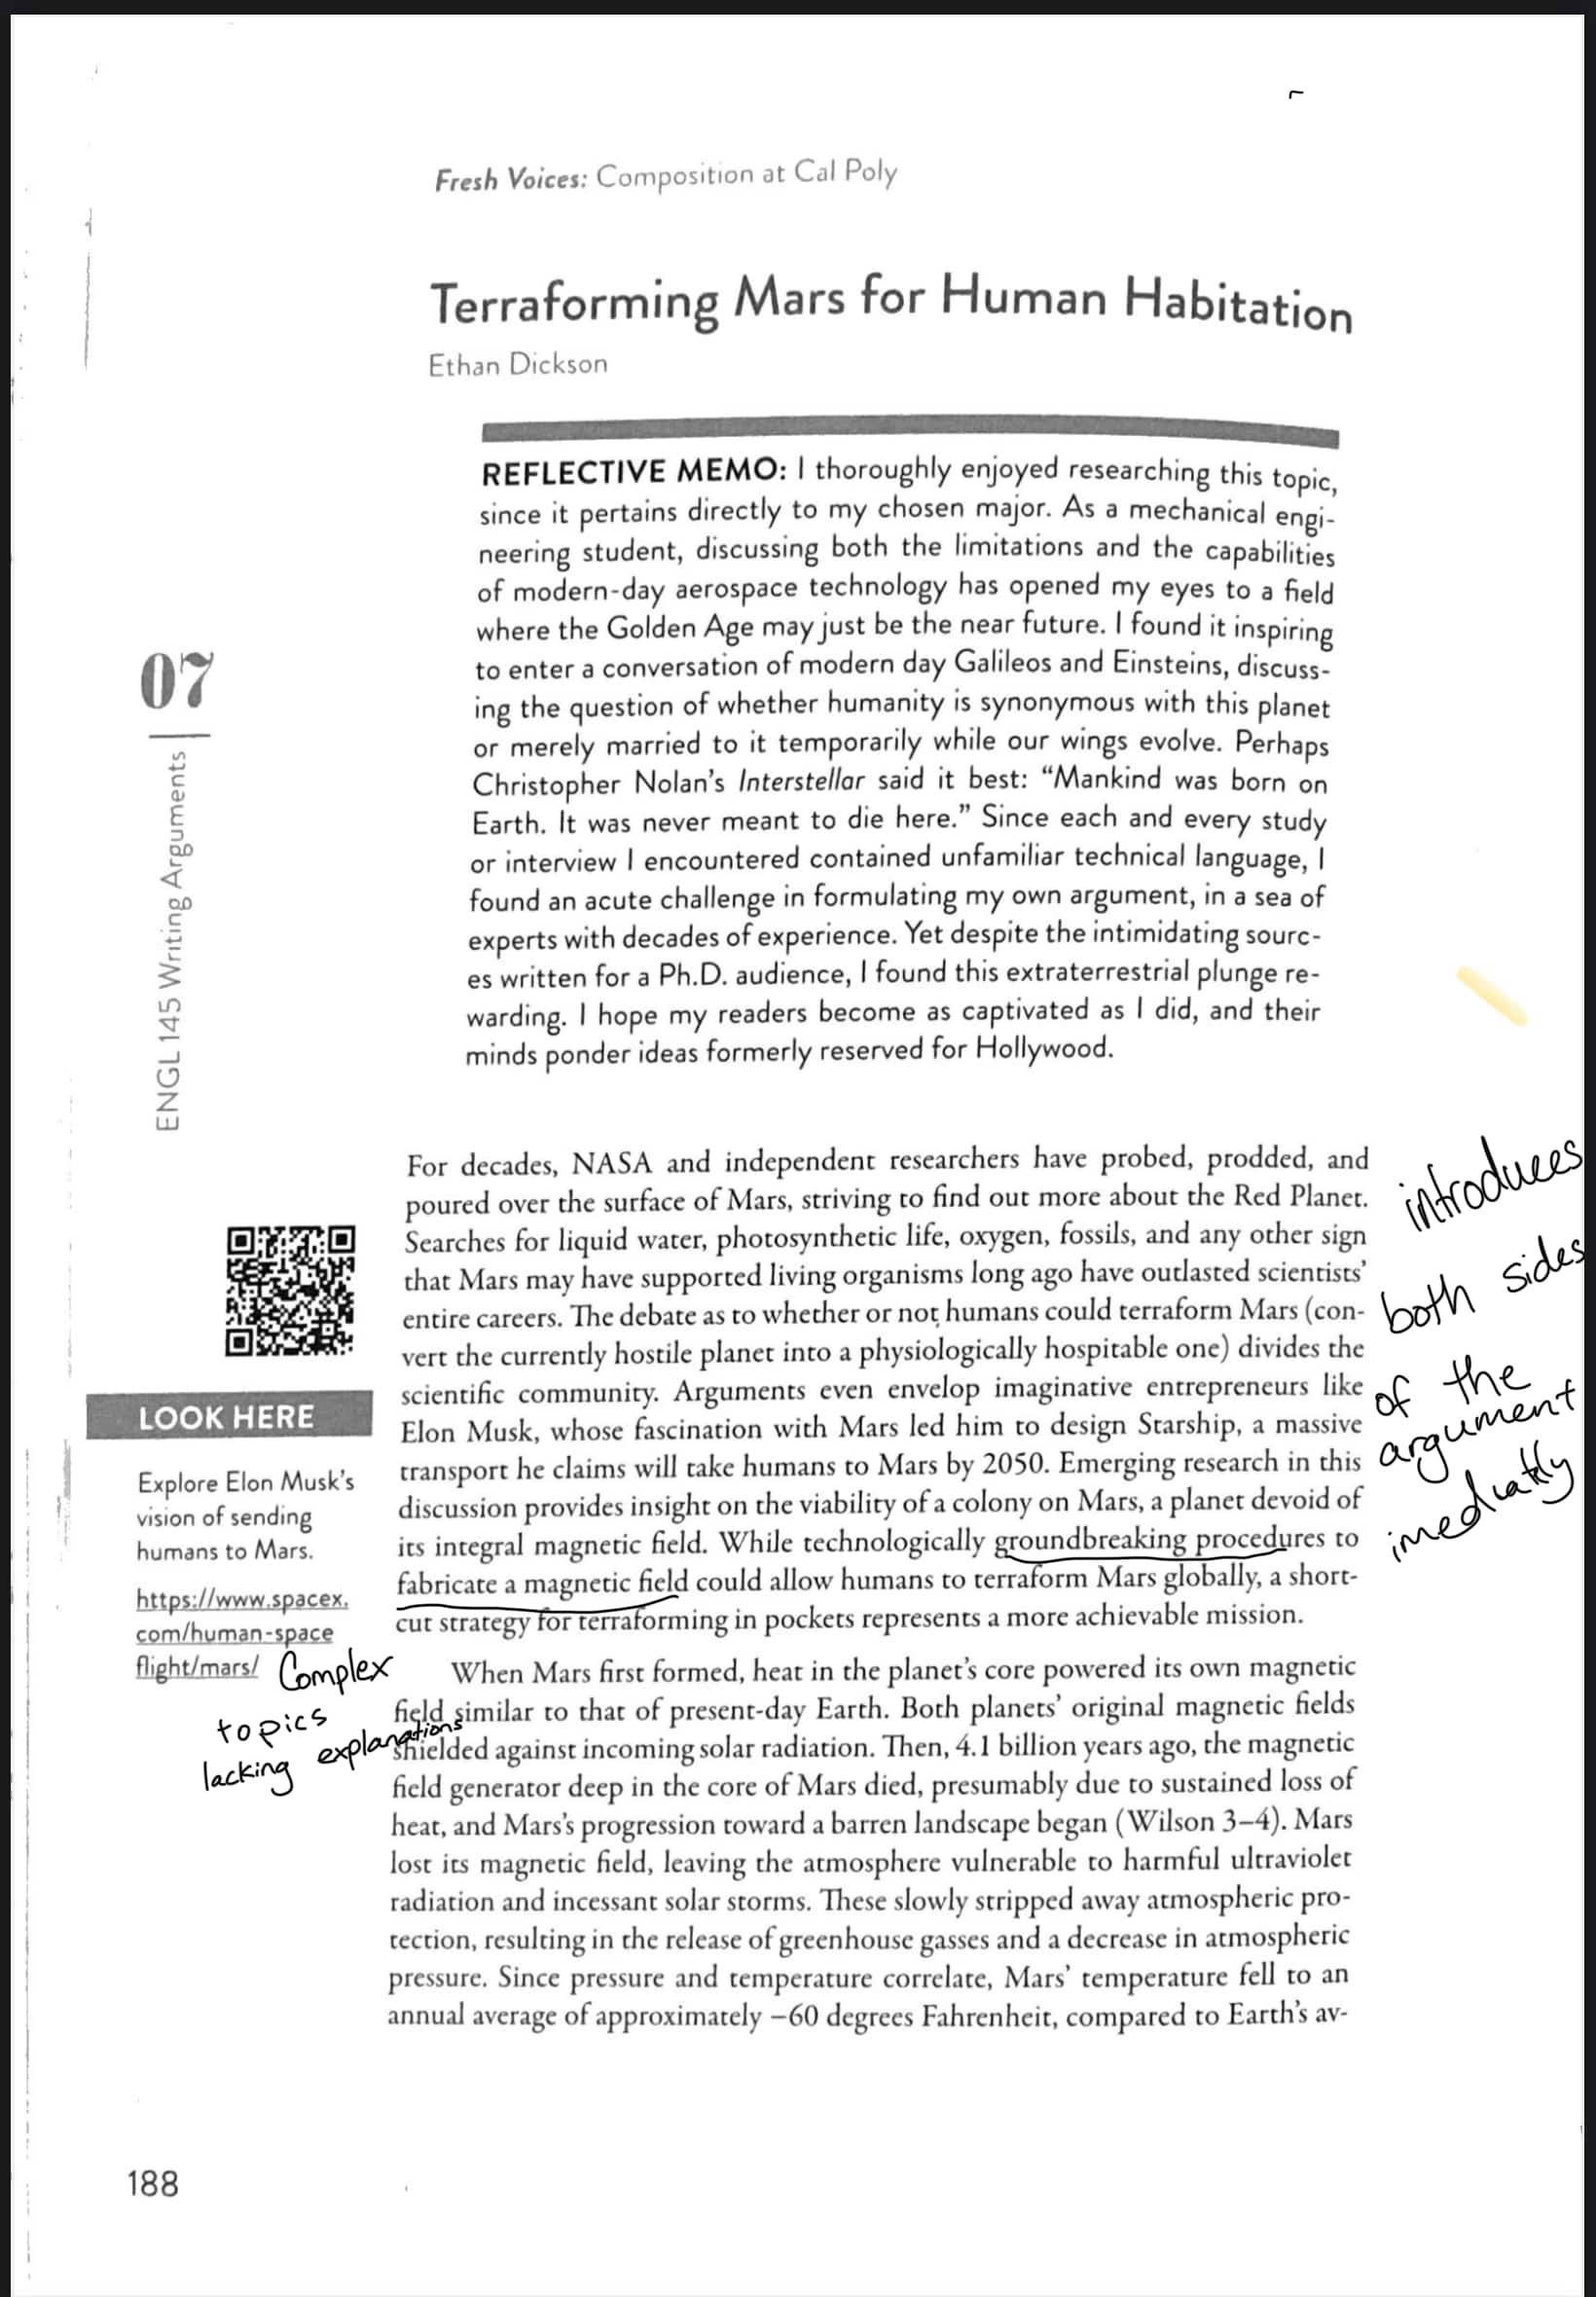 Fresh Voices: Composition at Cal Poly
Terraforming Mars for Human Habitation
Ethan Dickson
REFLECTIVE MEMO: I thoroughly enjoyed researching this topic,
since it pertains directly to my chosen major. As a mechanical engi-
neering student, discussing both the limitations and the capabilities
of modern-day aerospace technology has opened my eyes to a field
where the Golden Age may just be the near future. I found it inspiring
to enter a conversation of modern day Galileos and Einsteins, discuss-
ing the question of whether humanity is synonymous with this planet
or merely married to it temporarily while our wings evolve. Perhaps
Christopher Nolan's Interstellar said it best: “Mankind was born on
Earth. It was never meant to die here.” Since each and every study
or interview I encountered contained unfamiliar technical language, I
found an acute challenge in formulating my own argument, in a sea of
experts with decades of experience. Yet despite the intimidating sourc-
es written for a Ph.D. audience, I found this extraterrestrial plunge re-
warding. I hope my readers become as captivated as I did, and their
minds ponder ideas formerly reserved for Hollywood.
07
ENGL 145 Writing Arguments
For decades, NASA and independent researchers have probed, prodded, and
poured over the surface of Mars, striving to find out more about the Red Planet.
Searches for liquid water, photosynthetic life, oxygen, fossils, and any other sign
that Mars may have supported living organisms long ago have outlasted scientists'
entire careers. The debate as to whether or not humans could terraform Mars (con-
vert the currently hostile planet into a physiologically hospitable one) divides the
scientific community. Arguments even envelop imaginative entrepreneurs like
Elon Musk, whose fascination with Mars led him to design Starship, a massive
transport he claims will take humans to Mars by 2050. Emerging research in this
discussion provides insight on the viability of a colony on Mars, a planet devoid of
its integral magnetic field. While technologically groundbreaking procedures to
fabricate a magnetic field could allow humans to terraform Mars globally, a short-
cut strategy for terraforming in pockets represents a more achievable mission.
introduces
both sides
of the
argument
imediatly
LOOK HERE
Explore Elon Musk's
vision of sending
humans to Mars.
https://www.spacex.
com/human-space
flight/mars/
Complex
topics
lacking explanations
When Mars first formed, heat in the planet's core powered its own magnetic
field similar to that of present-day Earth. Both planets' original magnetic fields
shielded against incoming solar radiation. Then, 4.1 billion years ago, the magnetic
field generator deep in the core of Mars died, presumably due to sustained loss of
heat, and Mars's progression toward a barren landscape began (Wilson 3–4). Mars
lost its magnetic field, leaving the atmosphere vulnerable to harmful ultraviolet
radiation and incessant solar storms. These slowly stripped away atmospheric pro-
tection, resulting in the release of greenhouse gasses and a decrease in atmospheric
pressure. Since pressure and temperature correlate, Mars' temperature fell to an
annual average of approximately –60 degrees Fahrenheit, compared to Earth's av-
188